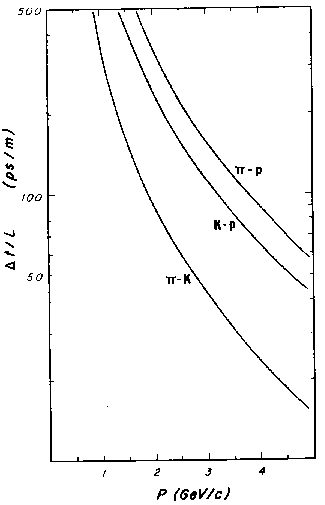 500
Δt/L (ps/m)
100
50
π-p
K-p
π-K
1 2 3 4
P (GeV/c)